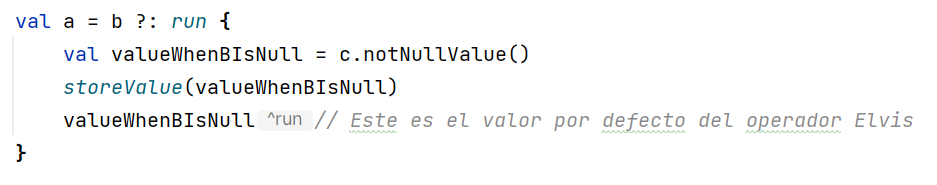 val a = b ?: run {
val valueWhenBIsNull = c.notNullValue()
storeValue(valueWhenBIsNull)
valueWhenBIsNull ^run // Este es el valor por defecto del operador Elvis
}